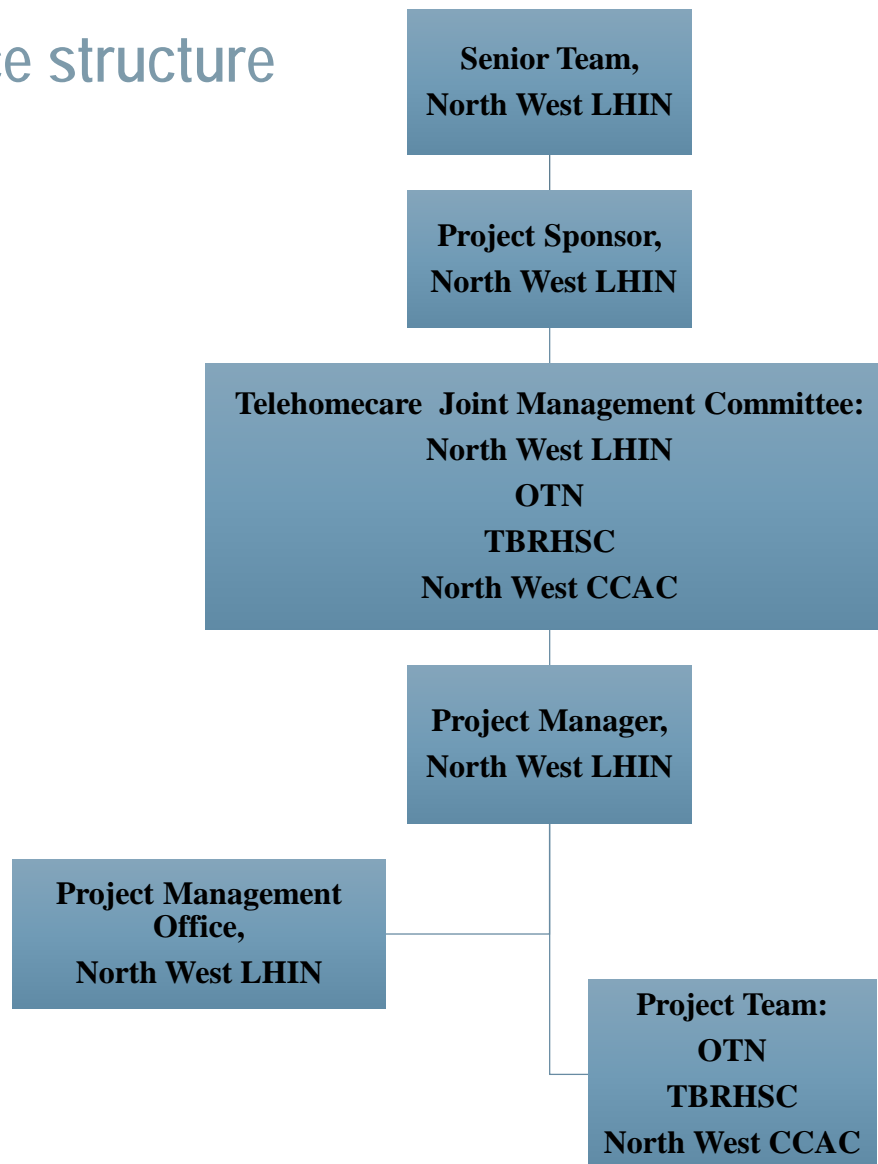 ce structure
Senior Team,
North West LHIN
Project Sponsor,
North West LHIN
Telehomecare Joint Management Committee:
North West LHIN
OTN
TBRHSC
North West CCAC
Project Manager,
North West LHIN
Project Management
Office,
North West LHIN
Project Team:
OTN
TBRHSC
North West CCAC